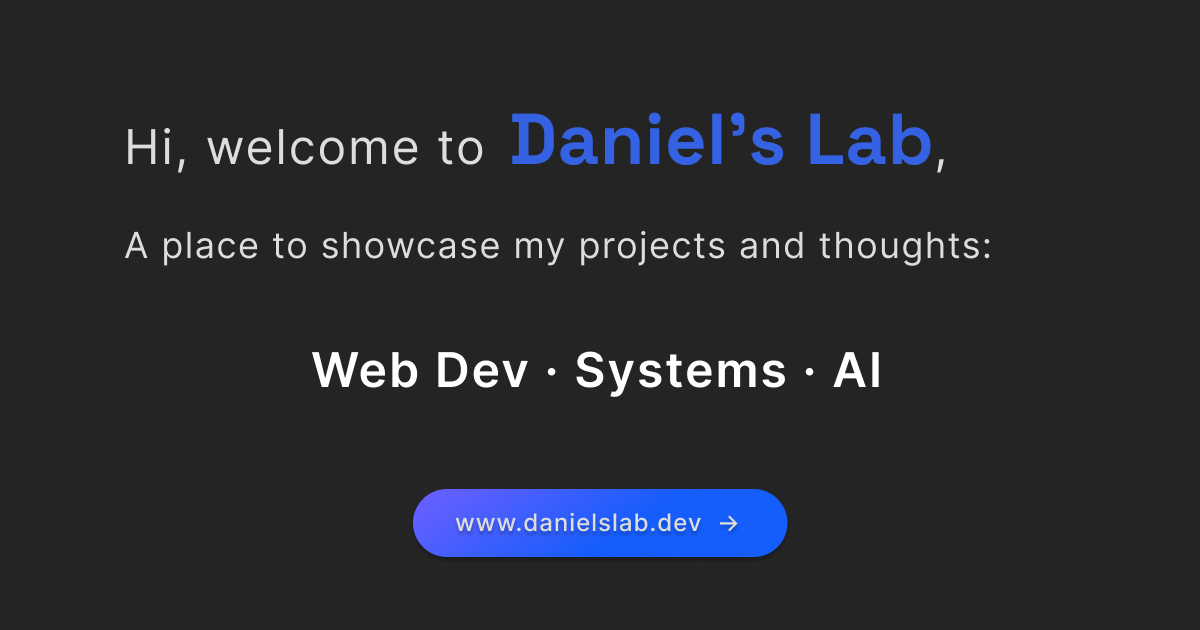 Hi, welcome to Daniel’s Lab,
A place to showcase my projects and thoughts:
Web Dev · Systems · AI
www.danielslab.dev →